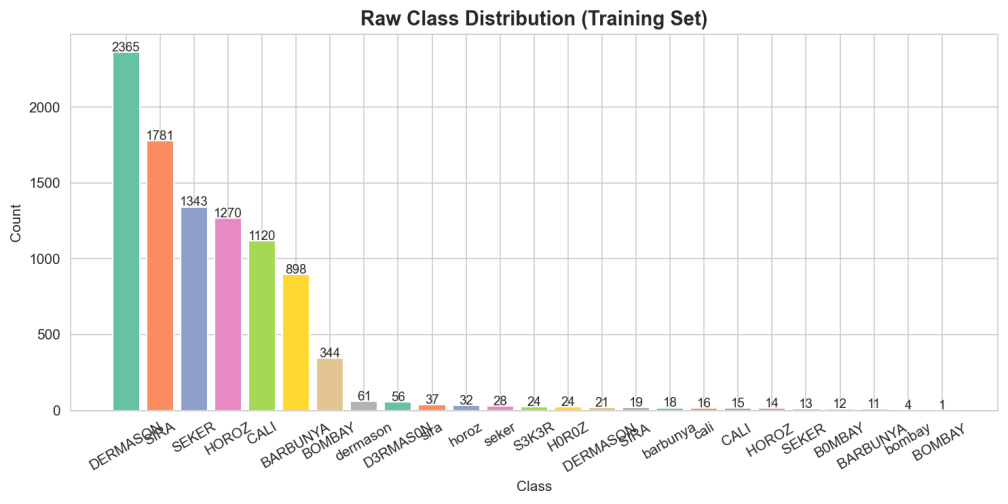 Raw Class Distribution (Training Set)
2365
1781
1343
1270
1120
898
344
61
56
37
32
28
24
24
21
19
18
16
15
14
13
12
11
4
1
2000
1500
1000
500
0
Count
DERMASON
SIRA
SEKER
HOROZ
CALI
BARBUNYA
BOMBAY
dermason
D3RMAS0N
sira
horoz
seker
S3K3R
H0R0Z
DERMASON
SIRA
barbunya
cali
CALI
HOROZ
SEKER
B0MBAY
BARBUNYA
bombay
BOMBAY
Class